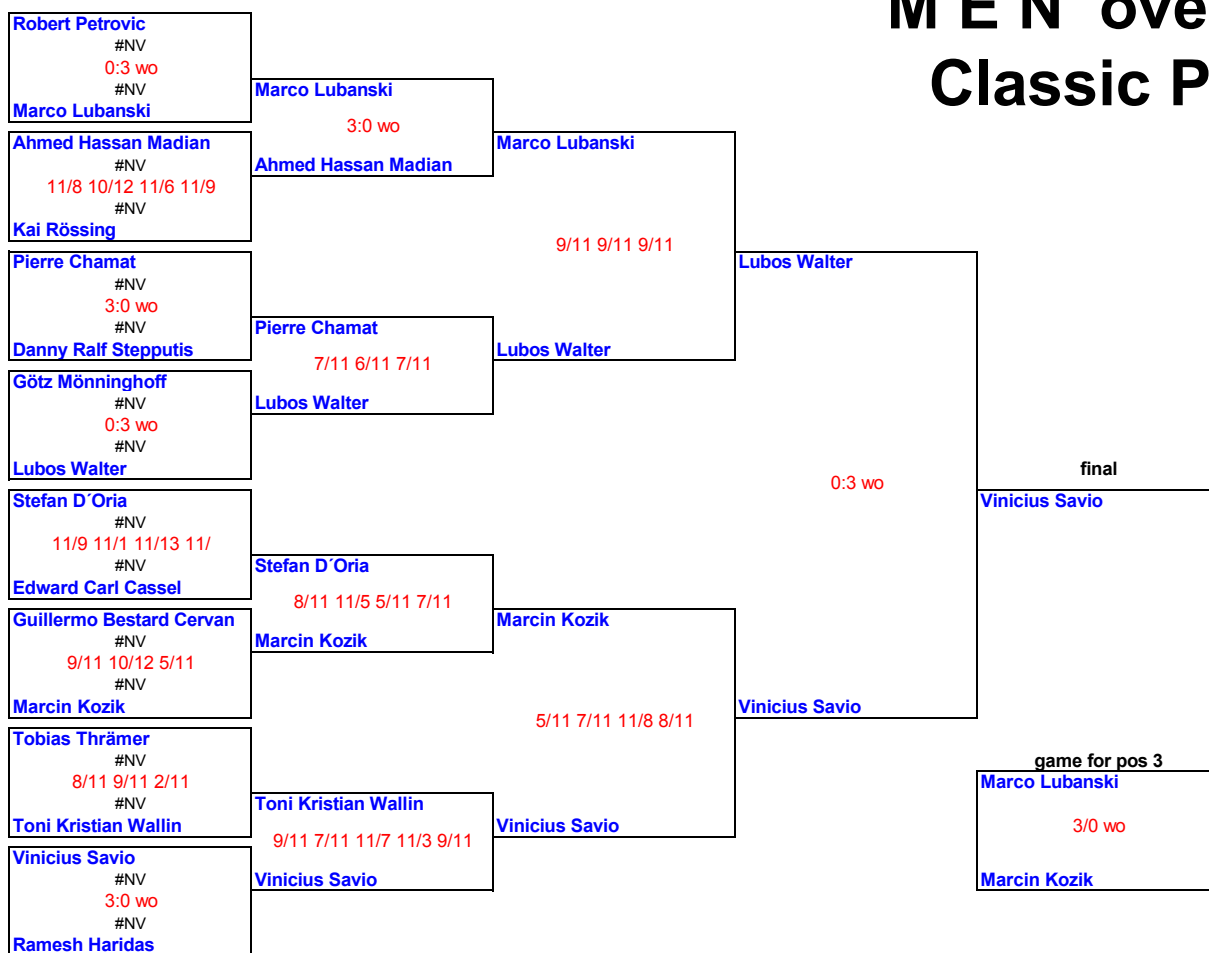 M E N ove
Classic P
Robert Petrovic
#NV
0:3 wo
#NV
Marco Lubanski
Ahmed Hassan Madian
#NV
11/8 10/12 11/6 11/9
#NV
Kai Rössing
Pierre Chamat
#NV
3:0 wo
#NV
Danny Ralf Stepputis
Götz Mönninghoff
#NV
0:3 wo
#NV
Lubos Walter
Stefan D´Oria
#NV
11/9 11/1 11/13 11/
#NV
Edward Carl Cassel
Guillermo Bestard Cervan
#NV
9/11 10/12 5/11
#NV
Marcin Kozik
Tobias Thrämer
#NV
8/11 9/11 2/11
#NV
Toni Kristian Wallin
Vinicius Savio
#NV
3:0 wo
#NV
Ramesh Haridas
Marco Lubanski
3:0 wo
Ahmed Hassan Madian
Pierre Chamat
7/11 6/11 7/11
Lubos Walter
Stefan D´Oria
8/11 11/5 5/11 7/11
Marcin Kozik
Toni Kristian Wallin
9/11 7/11 11/7 11/3 9/11
Vinicius Savio
Marco Lubanski
9/11 9/11 9/11
Lubos Walter
Marcin Kozik
5/11 7/11 11/8 8/11
Vinicius Savio
Lubos Walter
0:3 wo
Vinicius Savio
final
Vinicius Savio
game for pos 3
Marco Lubanski
3/0 wo
Marcin Kozik